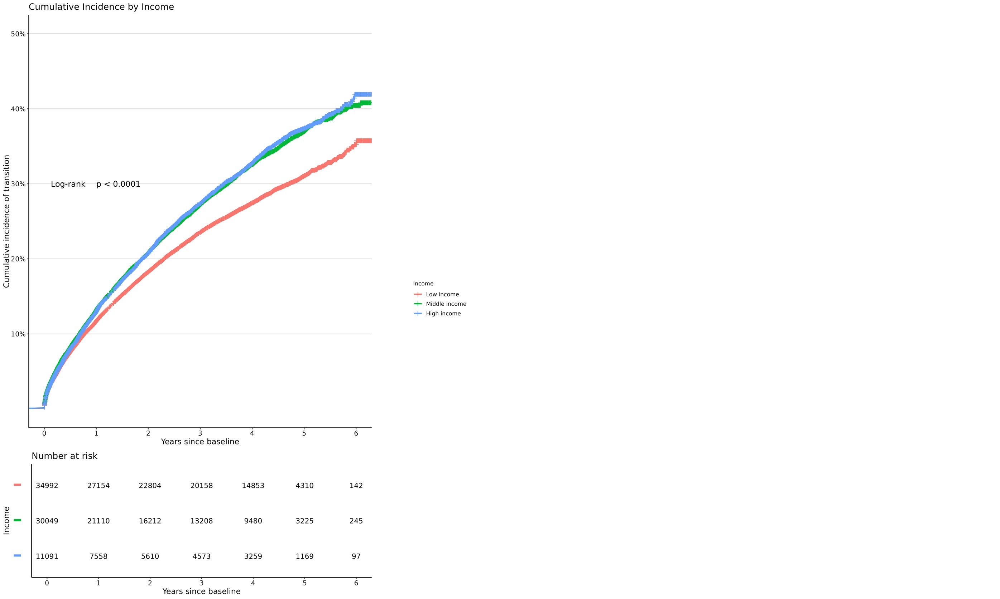 Cumulative Incidence by Income
50%
40%
30%
20%
10%
Cumulative incidence of transition
Log-rank p < 0.0001
0 1 2 3 4 5 6
Years since baseline
Income
Low income
Middle income
High income
Number at risk
Income
34992 27154 22804 20158 14853 4310 142
30049 21110 16212 13208 9480 3225 245
11091 7558 5610 4573 3259 1169 97
0 1 2 3 4 5 6
Years since baseline